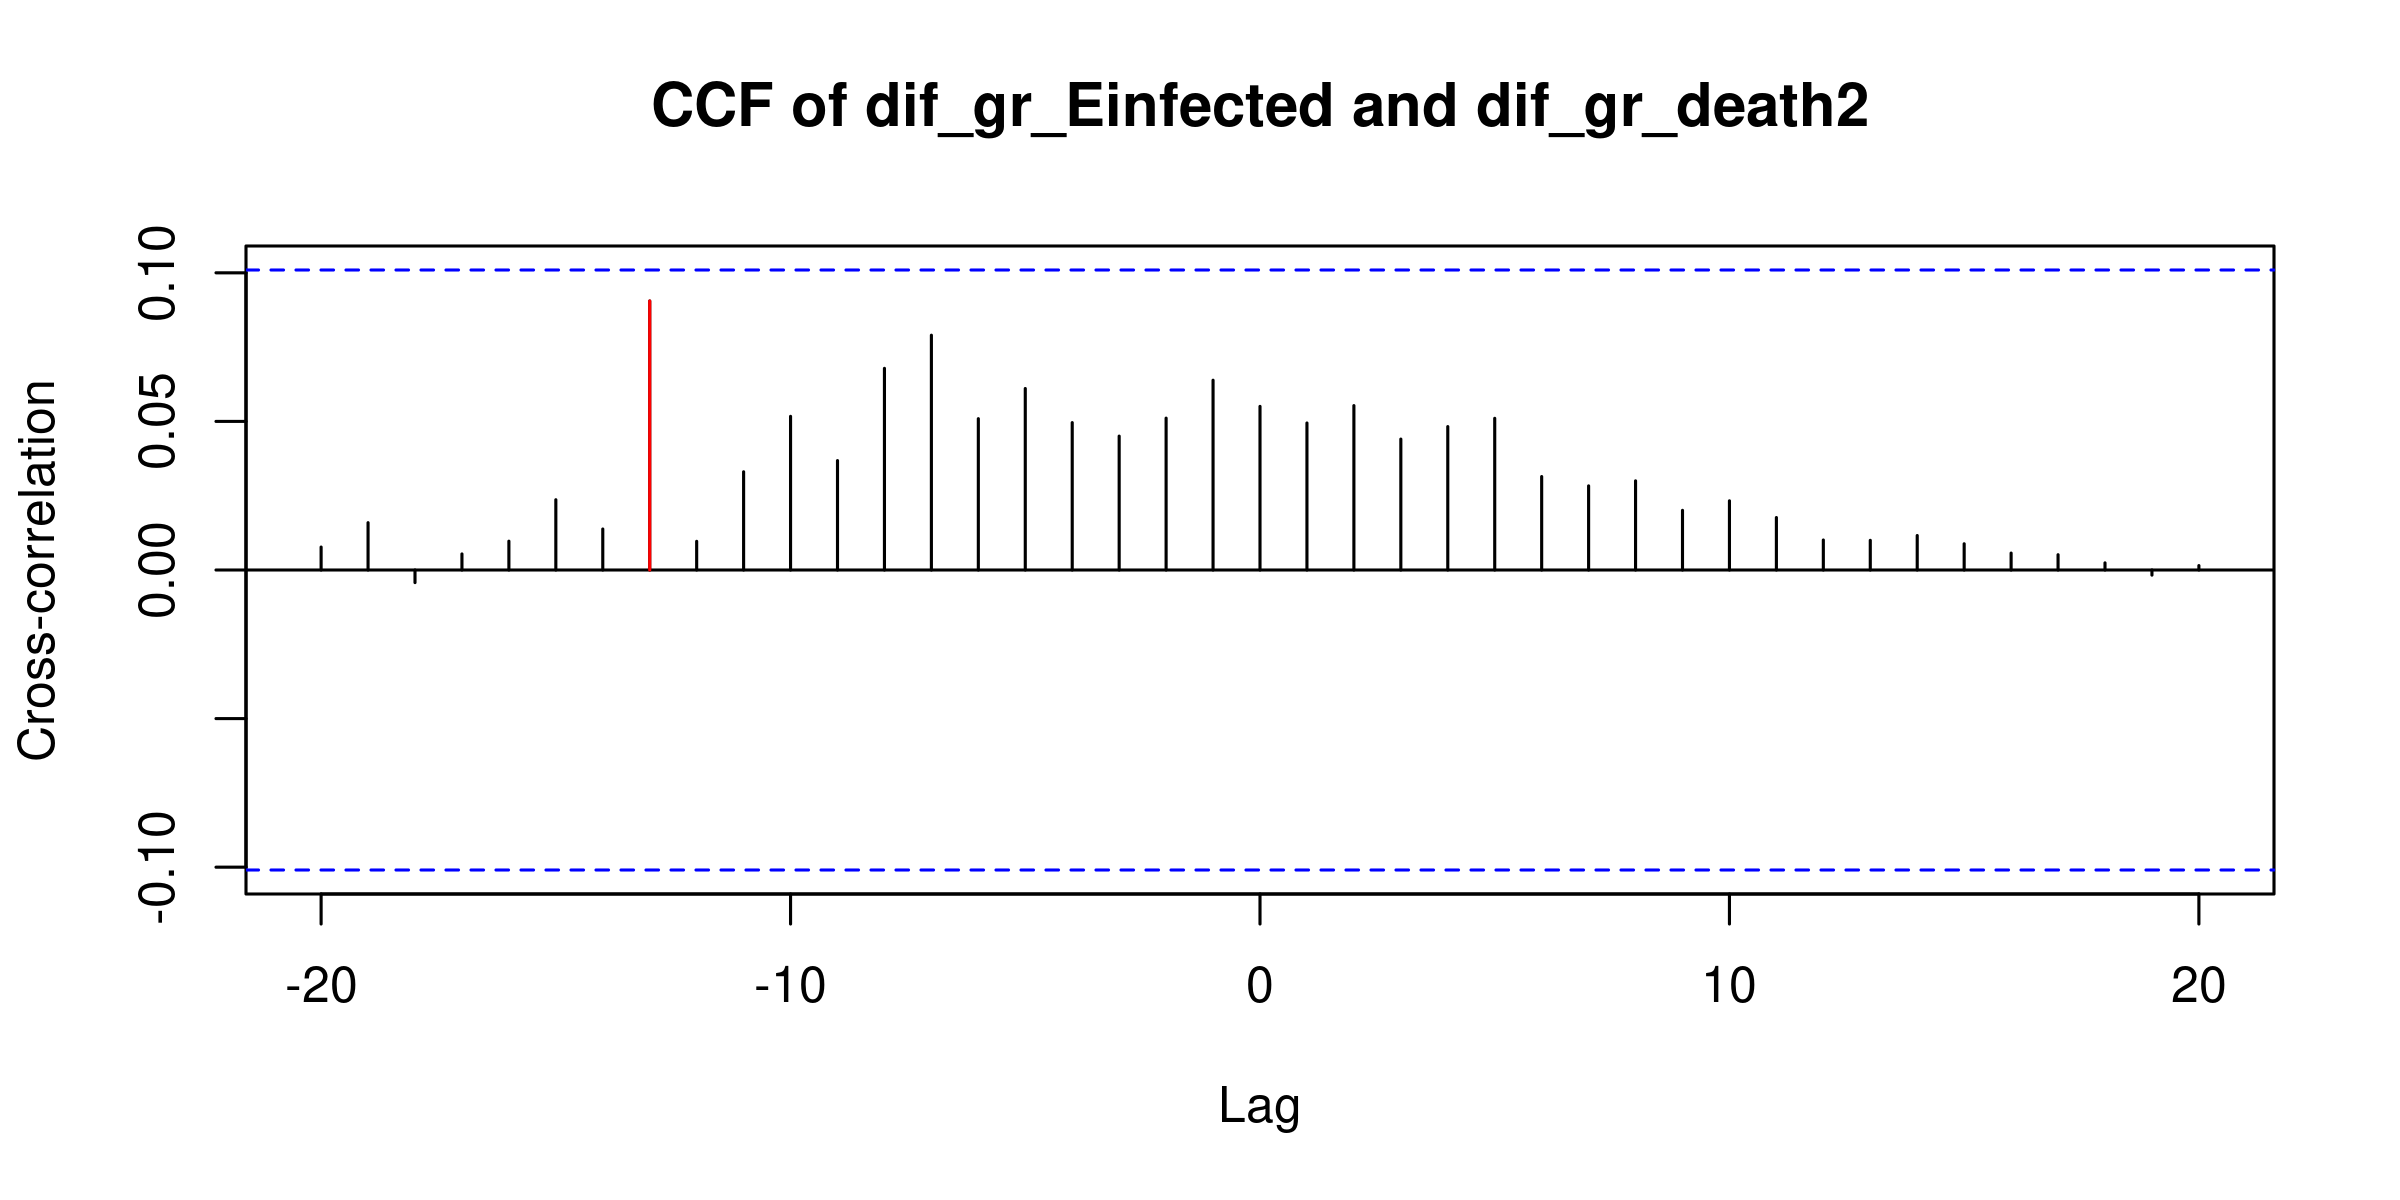 CCF of dif_gr_Einfected and dif_gr_death2
Cross-correlation
0.10
0.05
0.00
-0.10
-20 -10 0 10 20
Lag